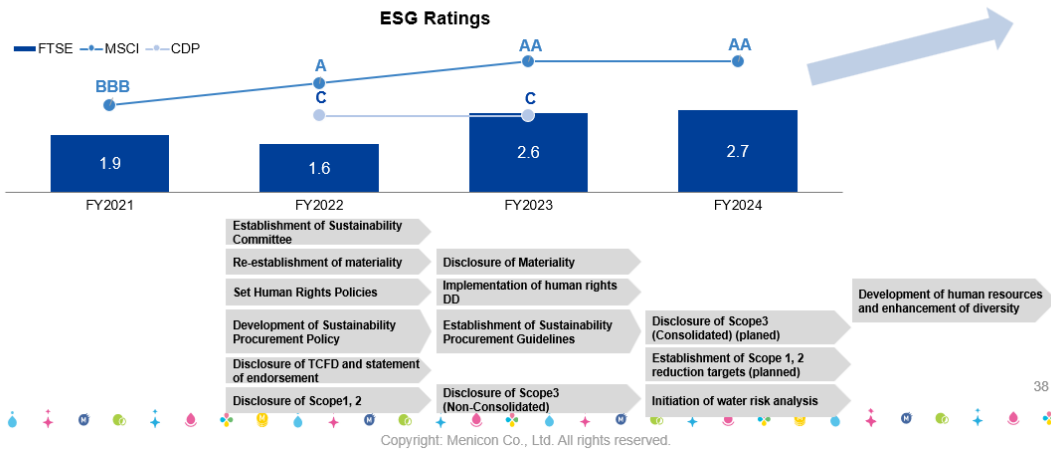 ESG Ratings
FTSE MSCI CDP
BBB
A
AA
AA
C
C
1.9
1.6
2.6
2.7
FY2021
FY2022
FY2023
FY2024
Establishment of Sustainability
Committee
Re-establishment of materiality
Disclosure of Materiality
Set Human Rights Policies
Implementation of human rights
DD
Development of human resources
and enhancement of diversity
Development of Sustainability
Procurement Policy
Establishment of Sustainability
Procurement Guidelines
Disclosure of Scope3
(Consolidated) (planed)
Disclosure of TCFD and statement
of endorsement
Establishment of Scope 1, 2
reduction targets (planned)
Disclosure of Scope1, 2
Disclosure of Scope3
(Non-Consolidated)
Initiation of water risk analysis
38
Copyright: Menicon Co., Ltd. All rights reserved.